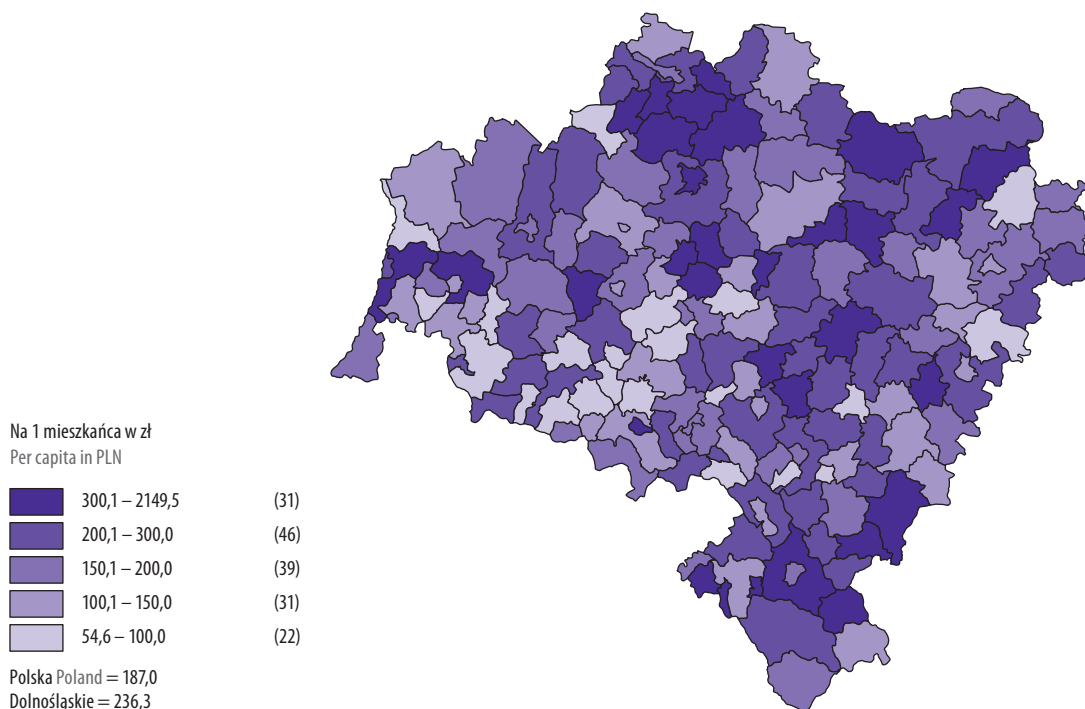 Na 1 mieszkańca w zł
Per capita in PLN
300,1 – 2149,5 (31)
200,1 – 300,0 (46)
150,1 – 200,0 (39)
100,1 – 150,0 (31)
54,6 – 100,0 (22)
Polska Poland = 187,0
Dolnośląskie = 236,3